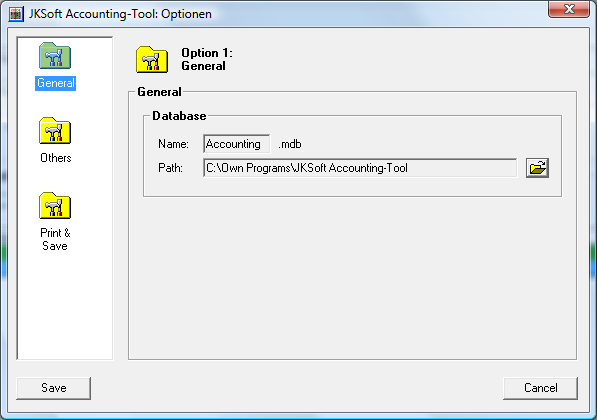 JKSoft Accounting-Tool: Optionen
General
Others
Print &
Save
Option 1:
General
General
Database
Name: Accounting .mdb
Path: C:\Own Programs\JKSoft Accounting-Tool
Save
Cancel